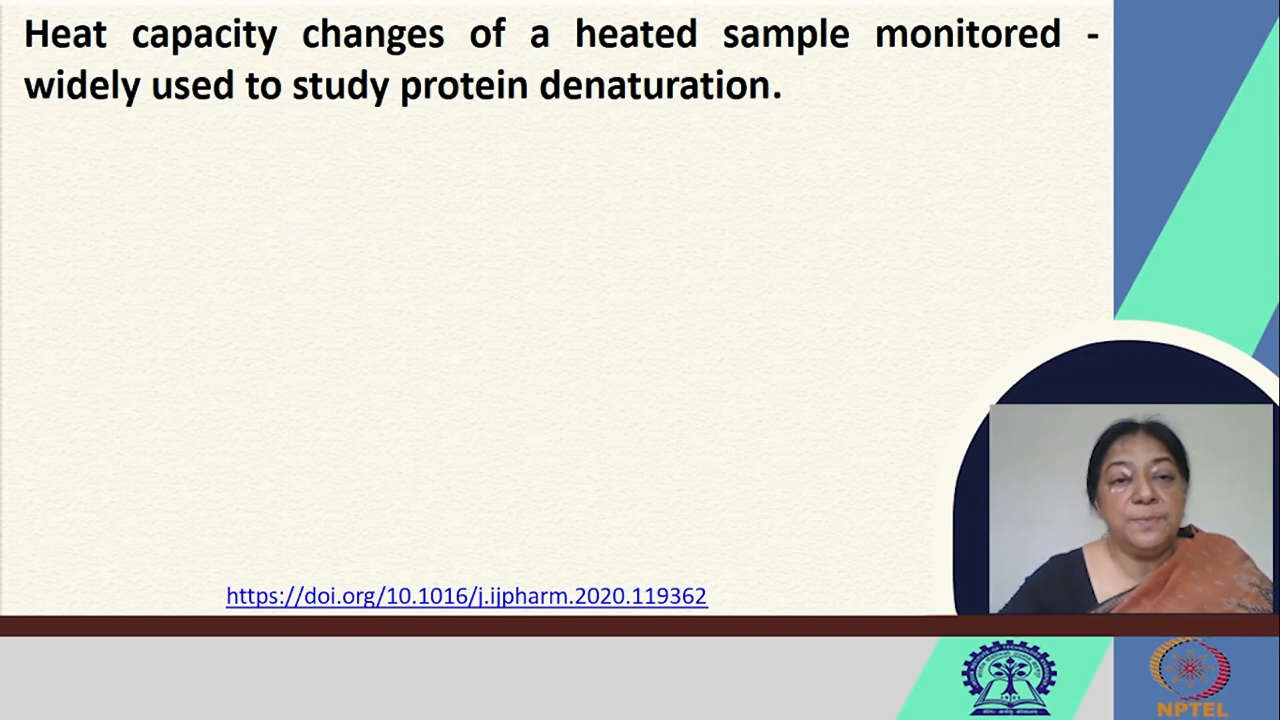 Heat capacity changes of a heated sample monitored -
widely used to study protein denaturation.
https://doi.org/10.1016/j.ijpharm.2020.119362
NPTEL